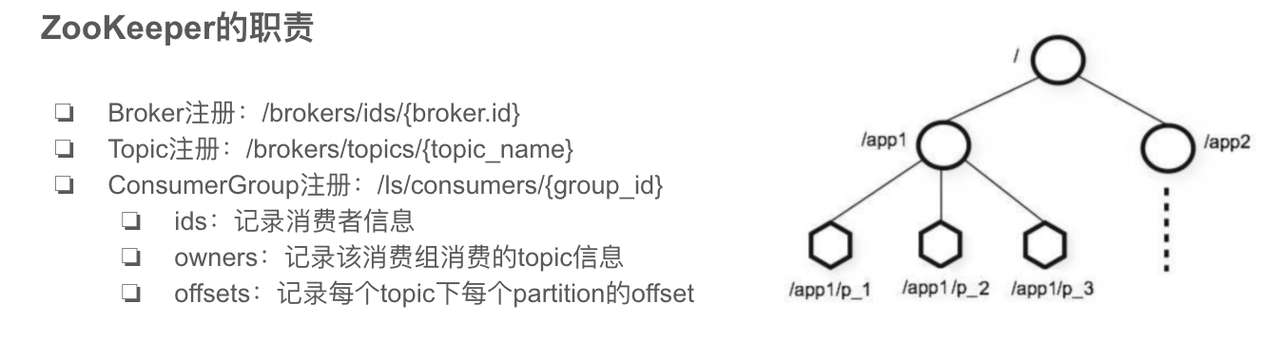 ZooKeeper的职责
❏ Broker注册：/brokers/ids/{broker.id}
❏ Topic注册：/brokers/topics/{topic_name}
❏ ConsumerGroup注册：/ls/consumers/{group_id}
❏ ids：记录消费者信息
❏ owners：记录该消费组消费的topic信息
❏ offsets：记录每个topic下每个partition的offset
/
/app1
/app2
/app1/p_1
/app1/p_2
/app1/p_3